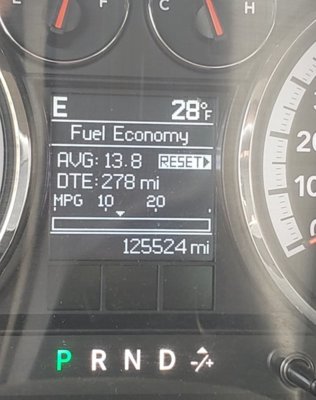 E F C H
E 28°F
Fuel Economy
AVG: 13.8 RESET
DTE: 278 mi
MPG 10 20
125524 mi
P R N D -/+